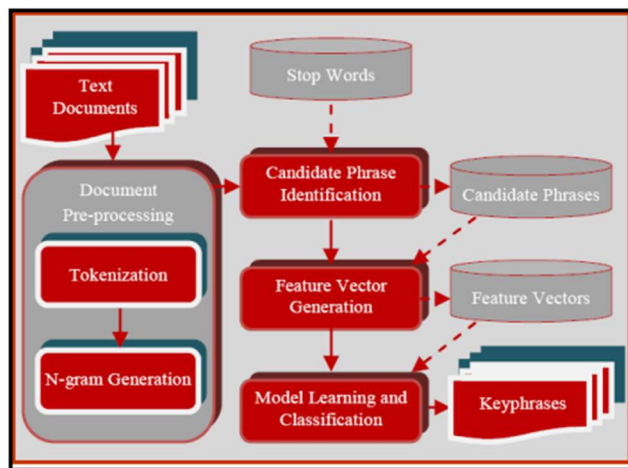 Text
Documents
Stop Words
Document
Pre-processing
Tokenization
N-gram Generation
Candidate Phrase
Identification
Candidate Phrases
Feature Vector
Generation
Feature Vectors
Model Learning and
Classification
Keyphrases